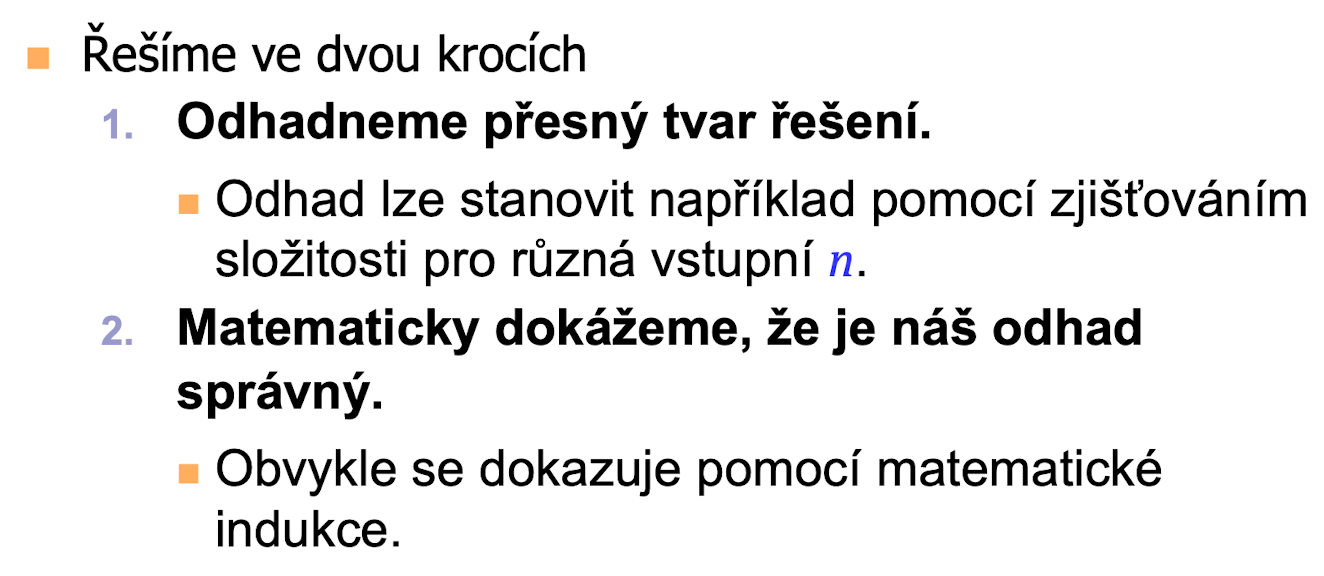 Řešíme ve dvou krocích
1. Odhadneme přesný tvar řešení.
Odhad lze stanovit například pomocí zjišťováním
složitosti pro různá vstupní n.
2. Matematicky dokážeme, že je náš odhad
správný.
Obvykle se dokazuje pomocí matematické
indukce.